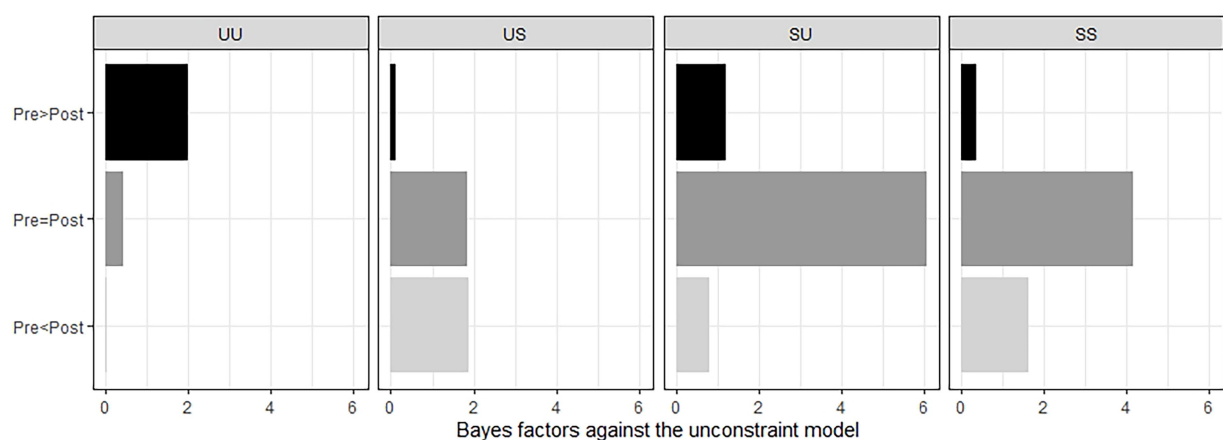 UU US SU SS
Pre>Post
Pre=Post
Pre<Post
0 2 4 6 0 2 4 6 0 2 4 6 0 2 4 6
Bayes factors against the unconstraint model